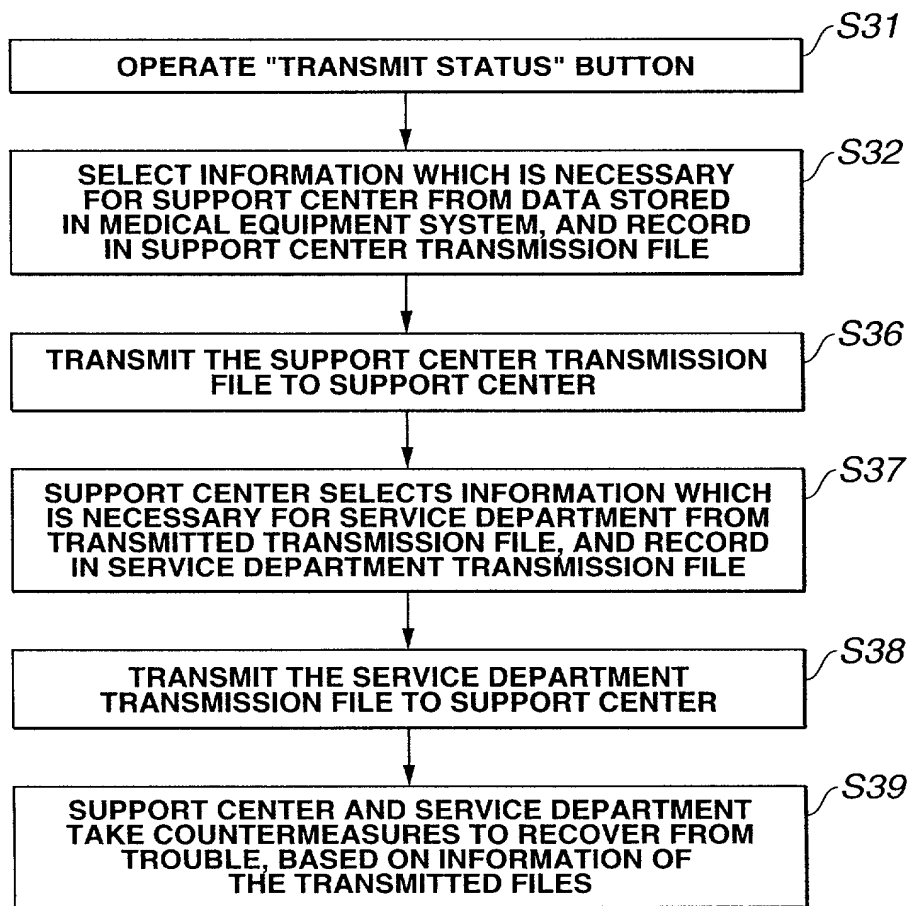 S31
OPERATE "TRANSMIT STATUS" BUTTON
S32
SELECT INFORMATION WHICH IS NECESSARY
FOR SUPPORT CENTER FROM DATA STORED
IN MEDICAL EQUIPMENT SYSTEM, AND RECORD
IN SUPPORT CENTER TRANSMISSION FILE
S36
TRANSMIT THE SUPPORT CENTER TRANSMISSION
FILE TO SUPPORT CENTER
S37
SUPPORT CENTER SELECTS INFORMATION WHICH
IS NECESSARY FOR SERVICE DEPARTMENT FROM
TRANSMITTED TRANSMISSION FILE, AND RECORD
IN SERVICE DEPARTMENT TRANSMISSION FILE
S38
TRANSMIT THE SERVICE DEPARTMENT
TRANSMISSION FILE TO SUPPORT CENTER
S39
SUPPORT CENTER AND SERVICE DEPARTMENT
TAKE COUNTERMEASURES TO RECOVER FROM
TROUBLE, BASED ON INFORMATION OF
THE TRANSMITTED FILES